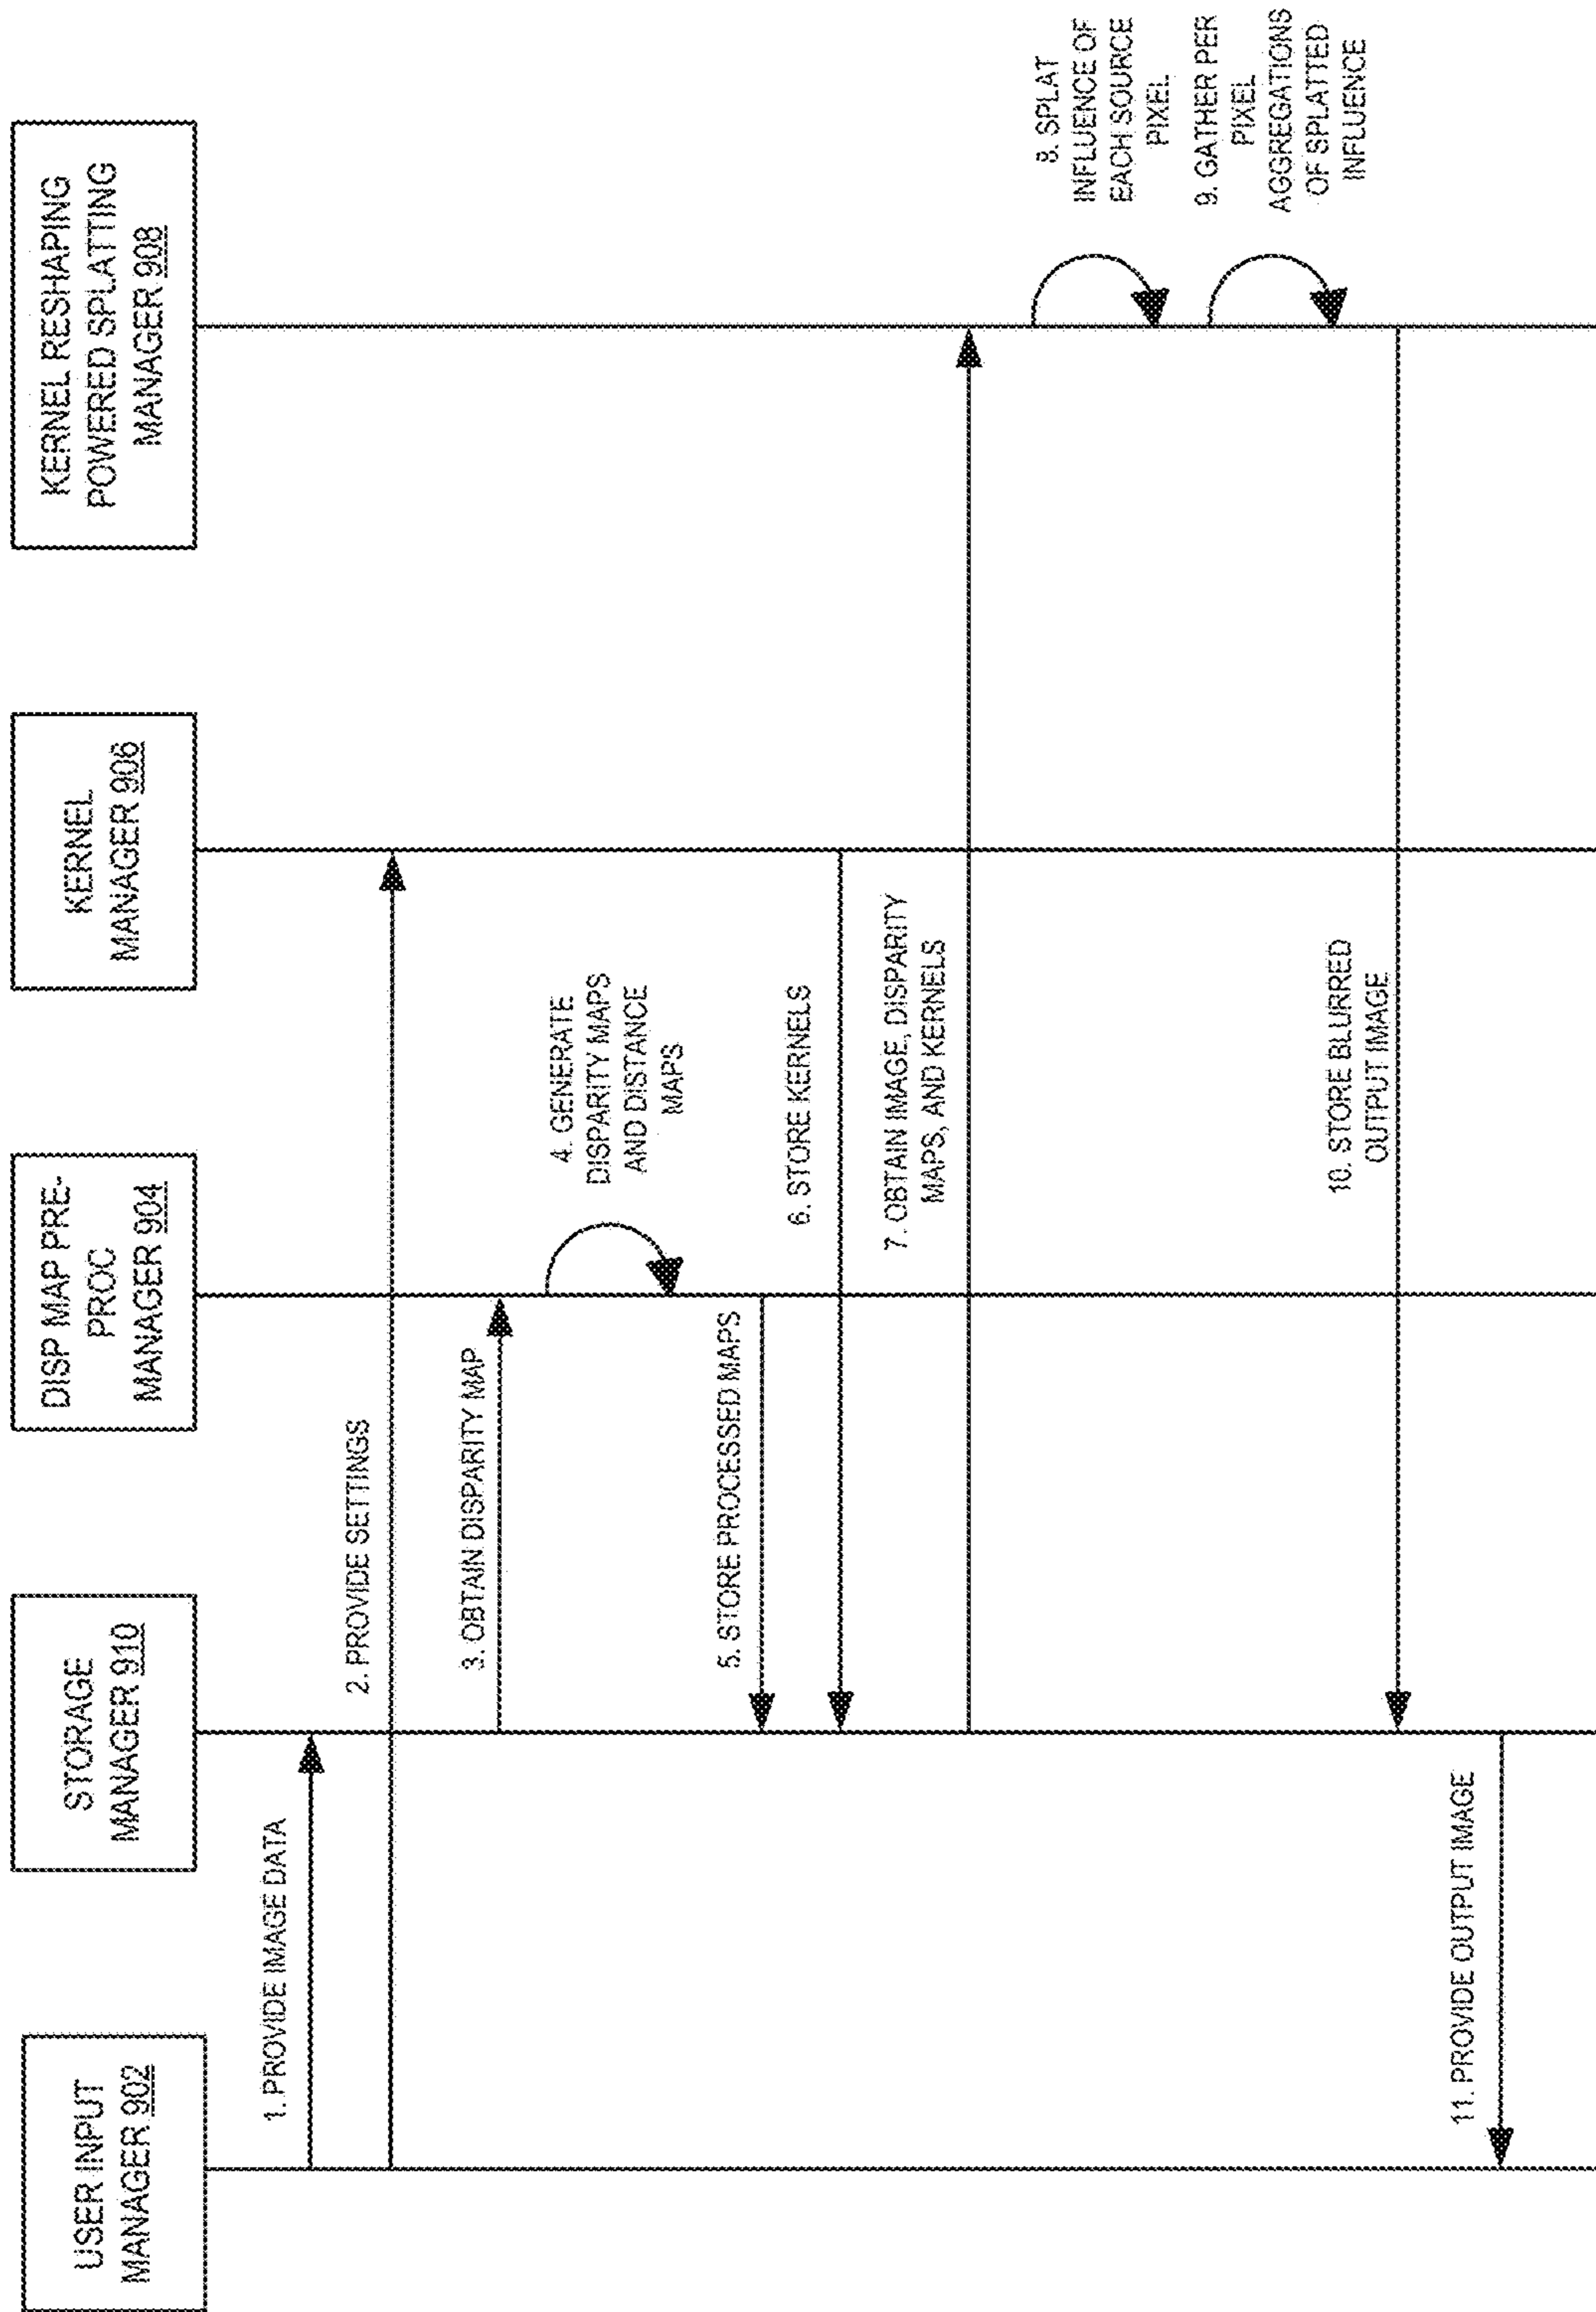 USER INPUT
MANAGER 902
STORAGE
MANAGER 910
DISP MAP PRE-
PROC
MANAGER 904
KERNEL
MANAGER 906
KERNEL RESHAPING
POWERED SPLATTING
MANAGER 908
1. PROVIDE IMAGE DATA
2. PROVIDE SETTINGS
3. OBTAIN DISPARITY MAP
4. GENERATE
DISPARITY MAPS
AND DISTANCE
MAPS
5. STORE PROCESSED MAPS
6. STORE KERNELS
7. OBTAIN IMAGE, DISPARITY
MAPS, AND KERNELS
8. SPLAT
INFLUENCE OF
EACH SOURCE
PIXEL
9. GATHER PER
PIXEL
AGGREGATIONS
OF SPLATTED
INFLUENCE
10. STORE BLURRED
OUTPUT IMAGE
11. PROVIDE OUTPUT IMAGE